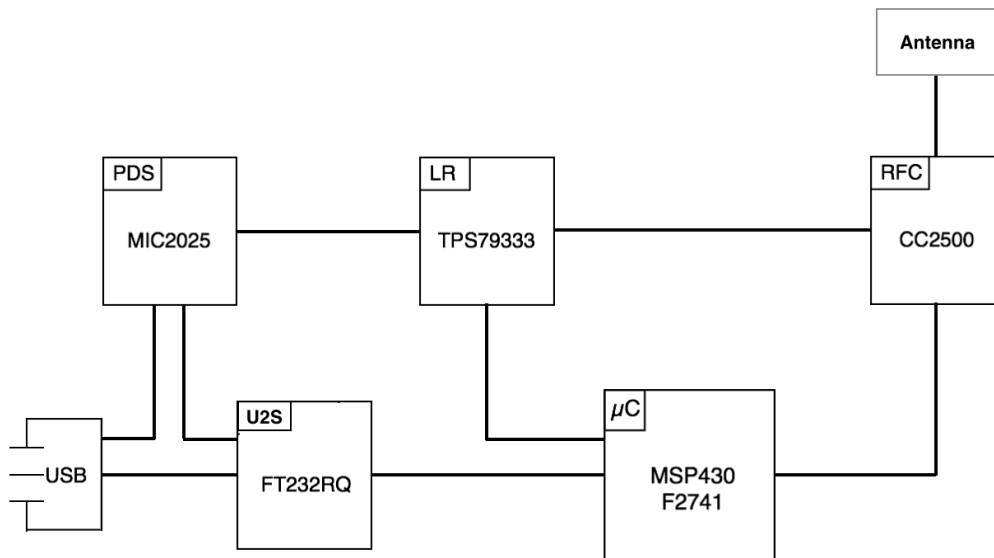 Antenna
PDS
MIC2025
LR
TPS79333
RFC
CC2500
USB
U2S
FT232RQ
µC
MSP430
F2741